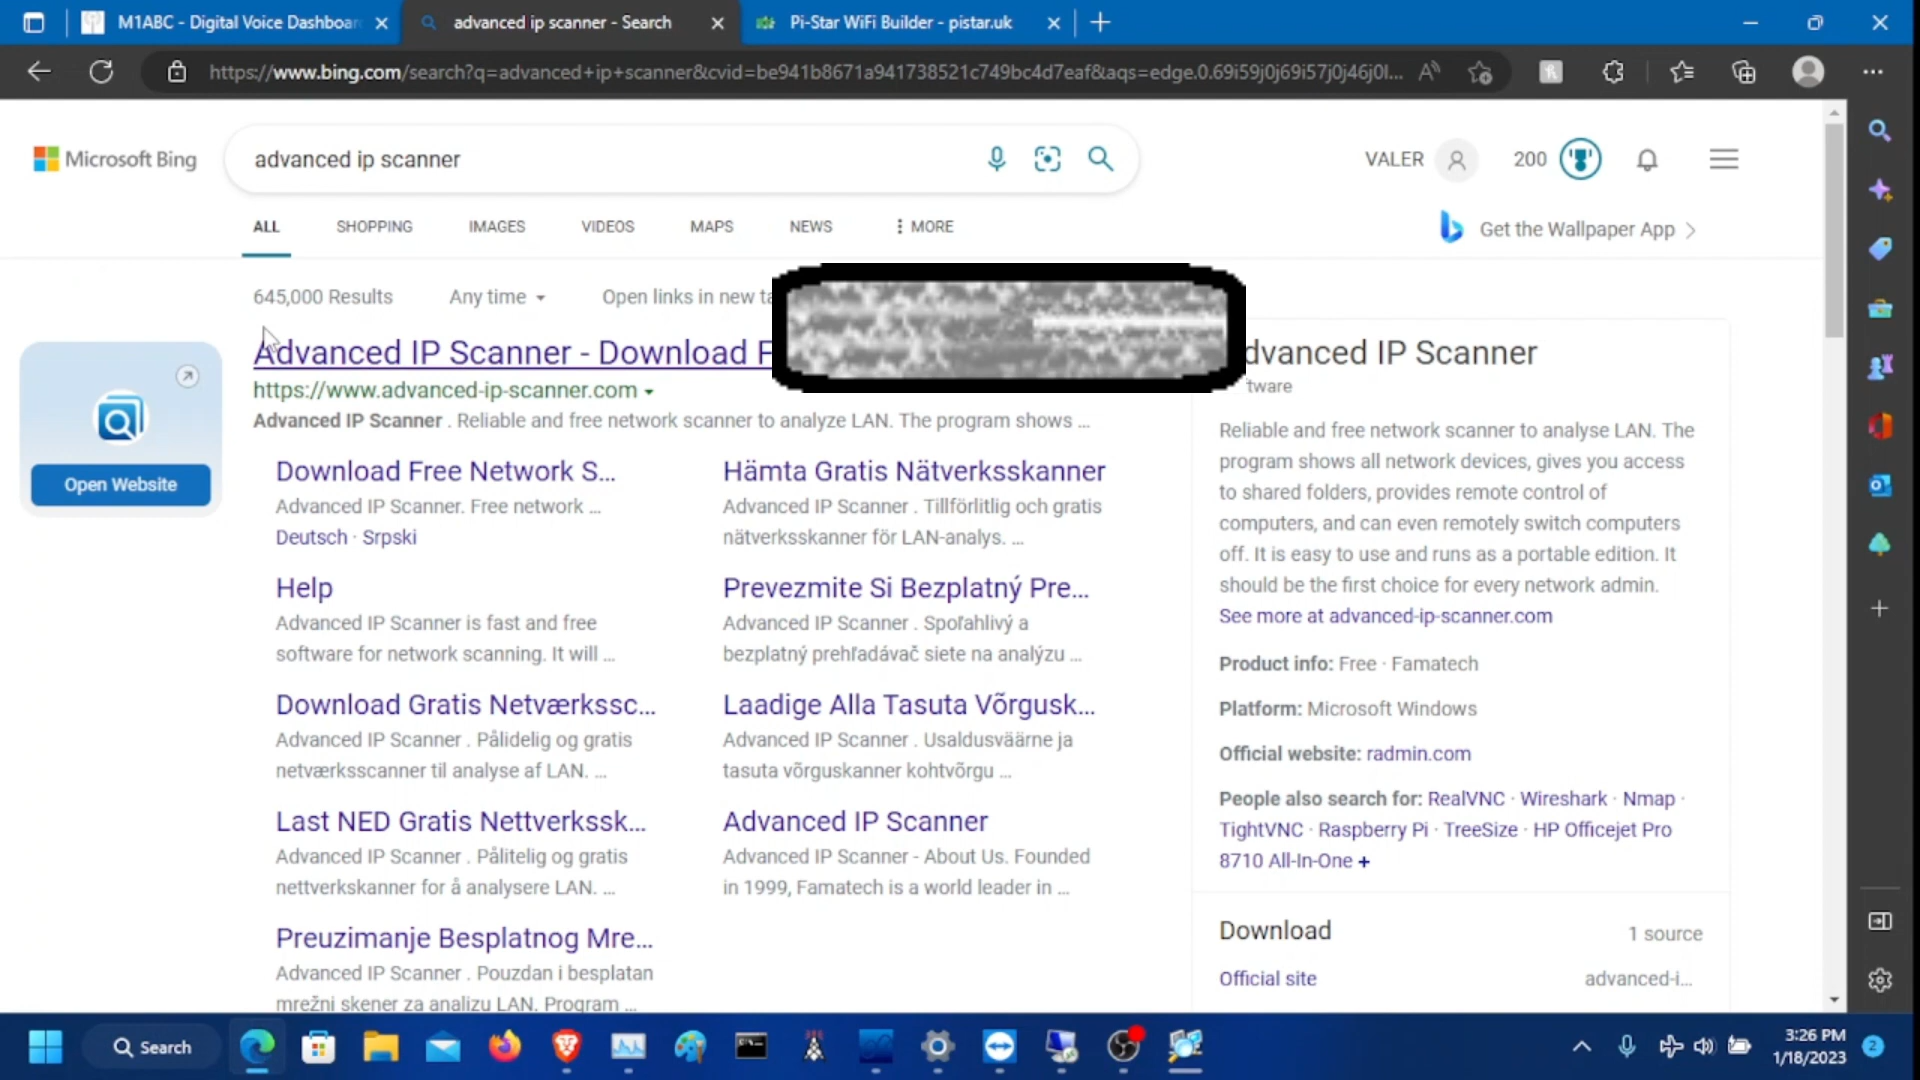 M1ABC - Digital Voice Dashboar
advanced ip scanner - Search
Pi-Star WiFi Builder - pistar.uk
https://www.bing.com/search?q=advanced+ip+scanner&cvid=be941b8671a941738521c749bc4d7eaf&aqs=edge.0.69i59j0j69i57j0j46j0l...
Microsoft Bing
advanced ip scanner
VALER
200
ALL
SHOPPING
IMAGES
VIDEOS
MAPS
NEWS
MORE
Get the Wallpaper App
645,000 Results
Any time
Open links in new ta
Advanced IP Scanner - Download F
https://www.advanced-ip-scanner.com
Advanced IP Scanner . Reliable and free network scanner to analyze LAN. The program shows ...
Open Website
Download Free Network S...
Advanced IP Scanner. Free network ...
Deutsch · Srpski
Hämta Gratis Nätverksskanner
Advanced IP Scanner . Tillförlitlig och gratis
nätverksskanner för LAN-analys. ...
Help
Advanced IP Scanner is fast and free
software for network scanning. It will ...
Prevezmite Si Bezplatný Pre...
Advanced IP Scanner . Spoľahlivý a
bezplatný prehľadávač siete na analýzu ...
Download Gratis Netværkssc...
Advanced IP Scanner . Pålidelig og gratis
netværksscanner til analyse af LAN. ...
Laadige Alla Tasuta Võrgusk...
Advanced IP Scanner . Usaldusväärne ja
tasuta võrguskanner kohtvõrgu ...
Last NED Gratis Nettverkssk...
Advanced IP Scanner . Pålitelig og gratis
nettverkskanner for å analysere LAN. ...
Advanced IP Scanner
Advanced IP Scanner - About Us. Founded
in 1999, Famatech is a world leader in ...
Preuzimanje Besplatnog Mre...
Advanced IP Scanner . Pouzdan i besplatan
mrežni skener za analizu LAN. Program ...
dvanced IP Scanner
tware
Reliable and free network scanner to analyse LAN. The
program shows all network devices, gives you access
to shared folders, provides remote control of
computers, and can even remotely switch computers
off. It is easy to use and runs as a portable edition. It
should be the first choice for every network admin.
See more at advanced-ip-scanner.com
Product info: Free · Famatech
Platform: Microsoft Windows
Official website: radmin.com
People also search for: RealVNC · Wireshark · Nmap ·
TightVNC · Raspberry Pi · TreeSize · HP Officejet Pro
8710 All-In-One +
Download
1 source
Official site
advanced-i...
Search
3:26 PM
1/18/2023
2